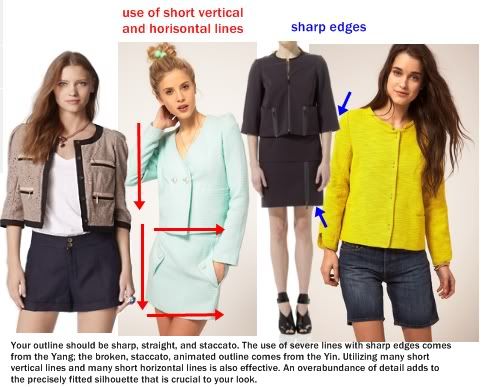 use of short vertical
and horisontal lines
sharp edges
Your outline should be sharp, straight, and staccato. The use of severe lines with sharp edges comes
from the Yang; the broken, staccato, animated outline comes from the Yin. Utilizing many short
vertical lines and many short horizontal lines is also effective. An overabundance of detail adds to
the precisely fitted silhouette that is crucial to your look.